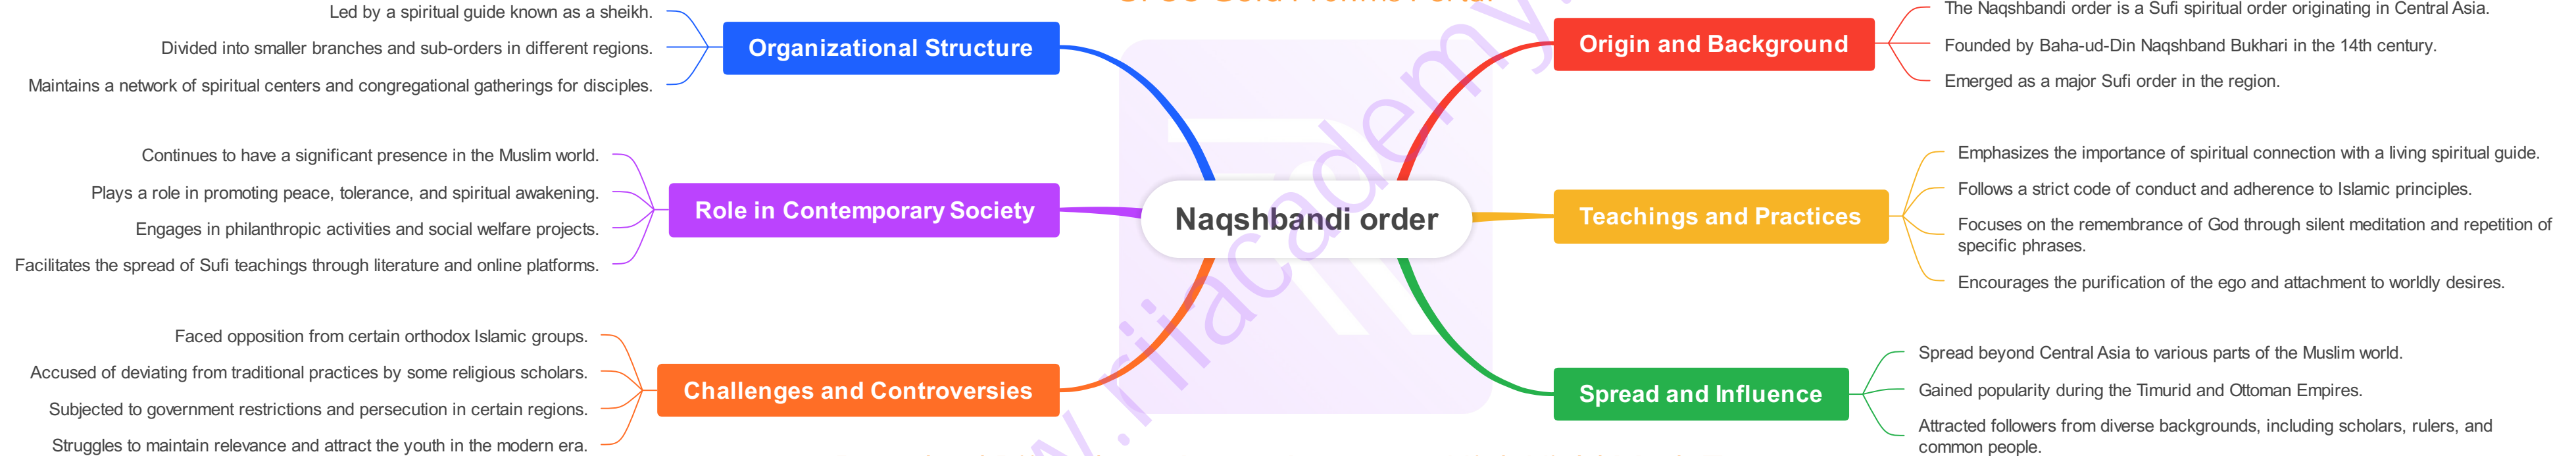 Naqshbandi order
Origin and Background
The Naqshbandi order is a Sufi spiritual order originating in Central Asia.
Founded by Baha-ud-Din Naqshband Bukhari in the 14th century.
Emerged as a major Sufi order in the region.
Teachings and Practices
Emphasizes the importance of spiritual connection with a living spiritual guide.
Follows a strict code of conduct and adherence to Islamic principles.
Focuses on the remembrance of God through silent meditation and repetition of
specific phrases.
Encourages the purification of the ego and attachment to worldly desires.
Spread and Influence
Spread beyond Central Asia to various parts of the Muslim world.
Gained popularity during the Timurid and Ottoman Empires.
Attracted followers from diverse backgrounds, including scholars, rulers, and
common people.
Organizational Structure
Led by a spiritual guide known as a sheikh.
Divided into smaller branches and sub-orders in different regions.
Maintains a network of spiritual centers and congregational gatherings for disciples.
Role in Contemporary Society
Continues to have a significant presence in the Muslim world.
Plays a role in promoting peace, tolerance, and spiritual awakening.
Engages in philanthropic activities and social welfare projects.
Facilitates the spread of Sufi teachings through literature and online platforms.
Challenges and Controversies
Faced opposition from certain orthodox Islamic groups.
Accused of deviating from traditional practices by some religious scholars.
Subjected to government restrictions and persecution in certain regions.
Struggles to maintain relevance and attract the youth in the modern era.